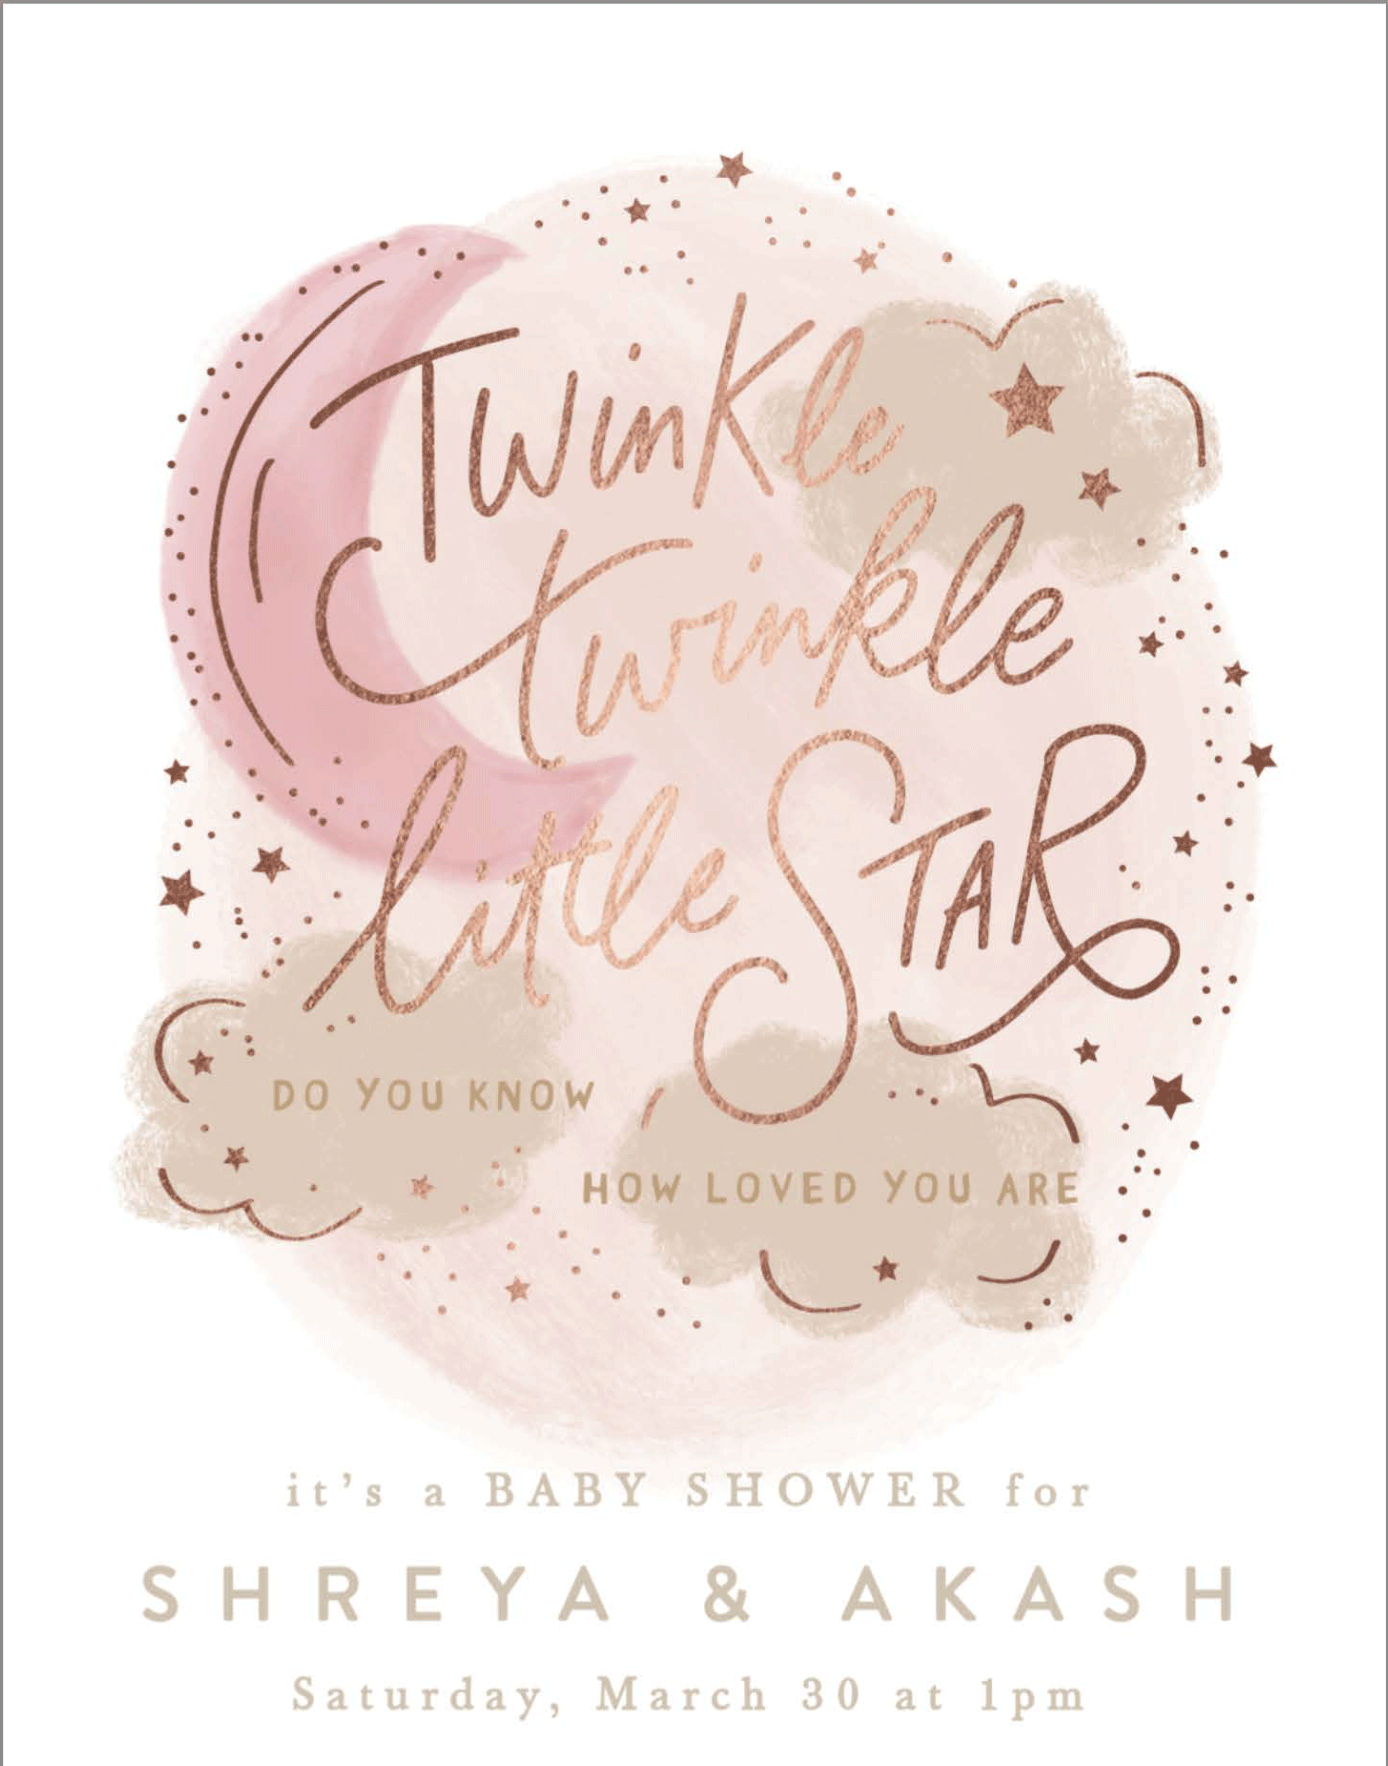 Twinkle
twinkle
little STAR
DO YOU KNOW
HOW LOVED YOU ARE
it's a BABY SHOWER for
SHREYA & AKASH
Saturday, March 30 at 1pm